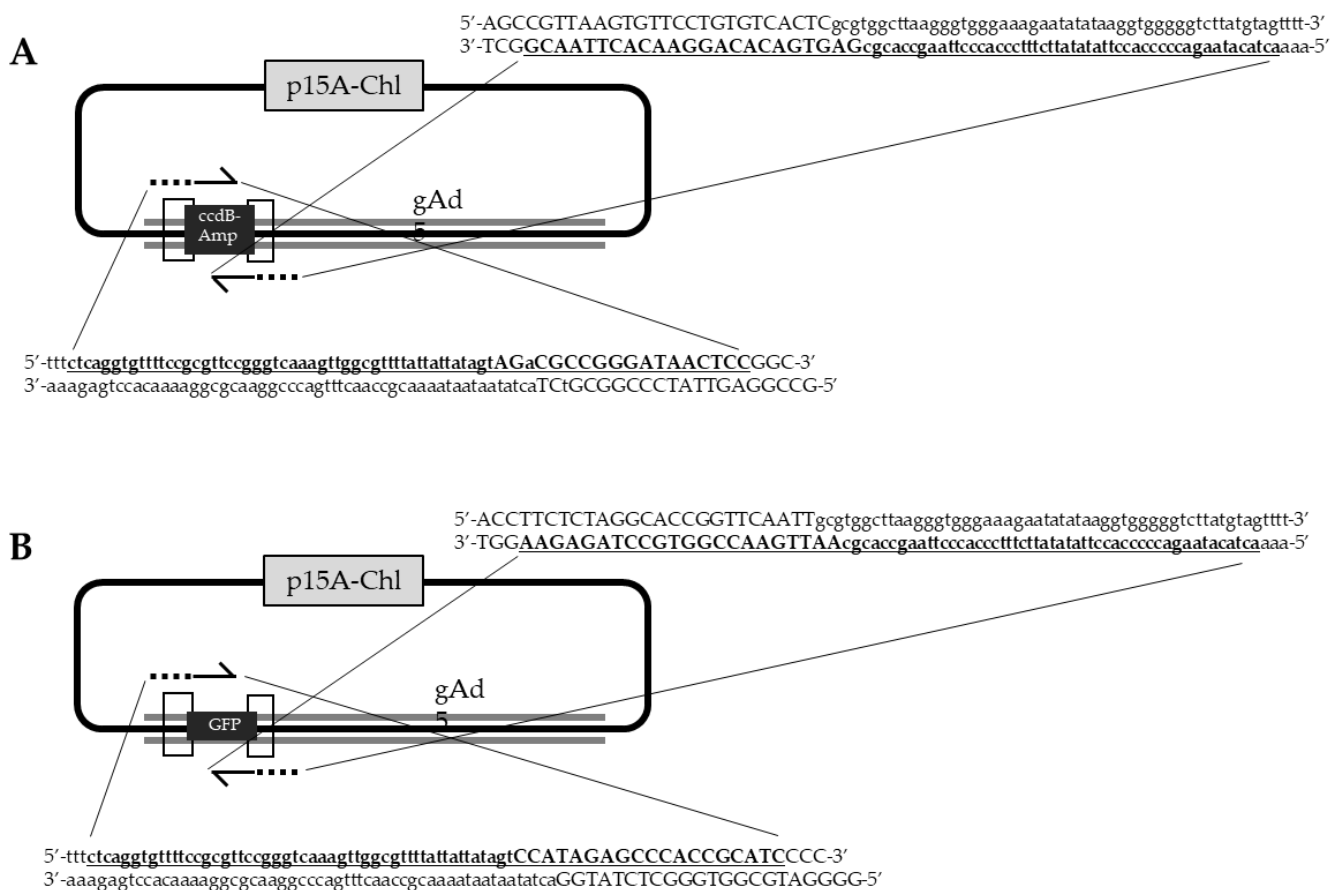 5’-AGCCGTTAAGTGTTCCTGTGTCACTCgcgtggcttaagggtgggaaagaatatataaggtgggggtcttatgtagtttt-3’
3’-TCGGCAATTCACAAGGACACAGTGAGcgcaccgaattcccaccctttcttatatattccacccccagaatacatcaaaa-5’
A
p15A-Chl
gAd
5
ccdB-
Amp
5’-tttctcaggtgttttccgcgttccgggtcaaagttggcgttttattattatagtAGaCGCCGGGATAACTCCGGC-3’
3’-aaagagtccacaaaaggcgcaaggcccagtttcaaccgcaaaataataatatcaTCtGCGGCCCTATTGAGGCCG-5’
5’-ACCTTCTCTAGGCACCGGTTCAATTgcgtggcttaagggtgggaaagaatatataaggtgggggtcttatgtagtttt-3’
3’-TGGAAGAGATCCGTGGCCAAGTTAAcgcaccgaattcccaccctttcttatatattccacccccagaatacatcaaaa-5’
B
p15A-Chl
gAd
5
GFP
5’-tttctcaggtgttttccgcgttccgggtcaaagttggcgttttattattatagtCCATAGAGCCCACCGCATCCCC-3’
3’-aaagagtccacaaaaggcgcaaggcccagtttcaaccgcaaaataataatatcaGGTATCTCGGGTGGCGTAGGGG-5’